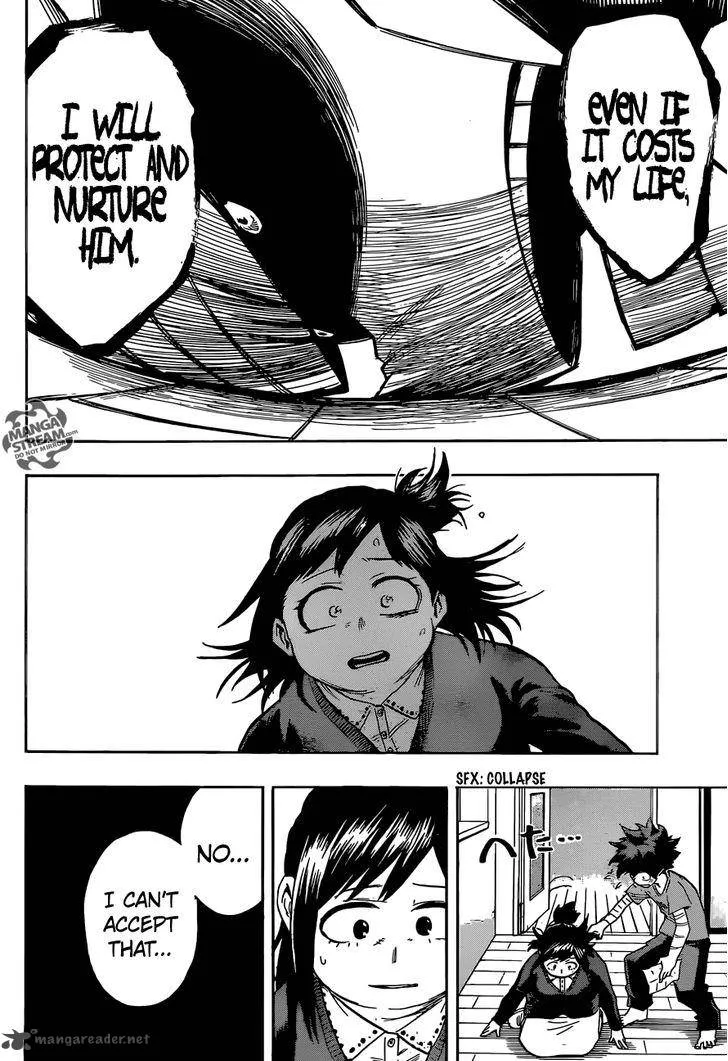 EVEN IF
IT COSTS
MY LIFE,
I WILL
PROTECT AND
NURTURE
HIM.
MANGA
STREAM.com
DO NOT MIRROR
SFX: COLLAPSE
へた…
NO...
I CAN'T
ACCEPT
THAT...
mangareader.net